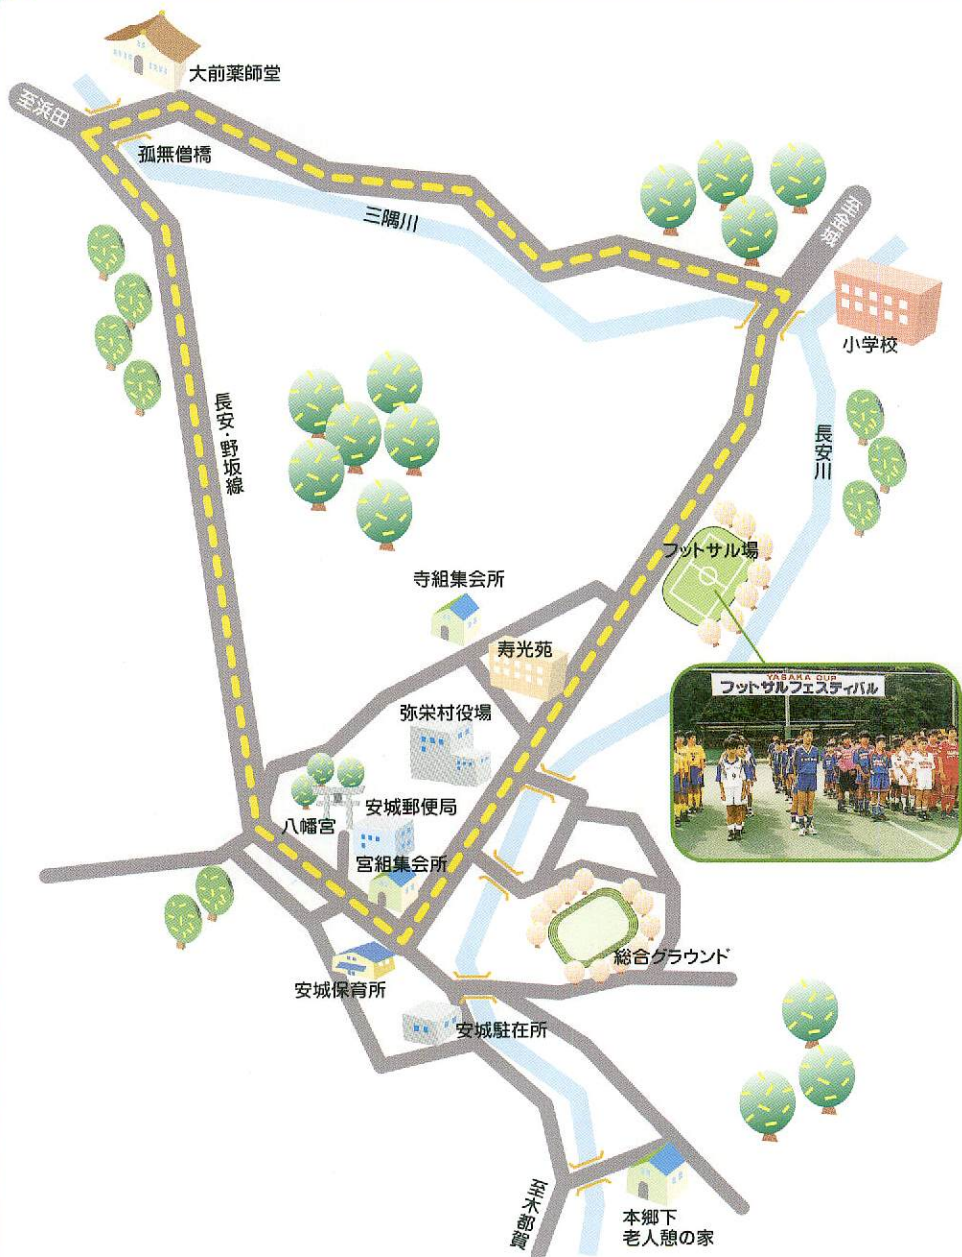 大前薬師堂
至浜田
孤無僧橋
三隅川
至金城
小学校
長安・野坂線
長安川
フットサル場
寺組集会所
寿光苑
YASAKA CUP
フットサルフェスティバル
弥栄村役場
安城郵便局
八幡宮
宮組集会所
総合グラウンド
安城保育所
安城駐在所
至木都賀
本郷下
老人憩の家